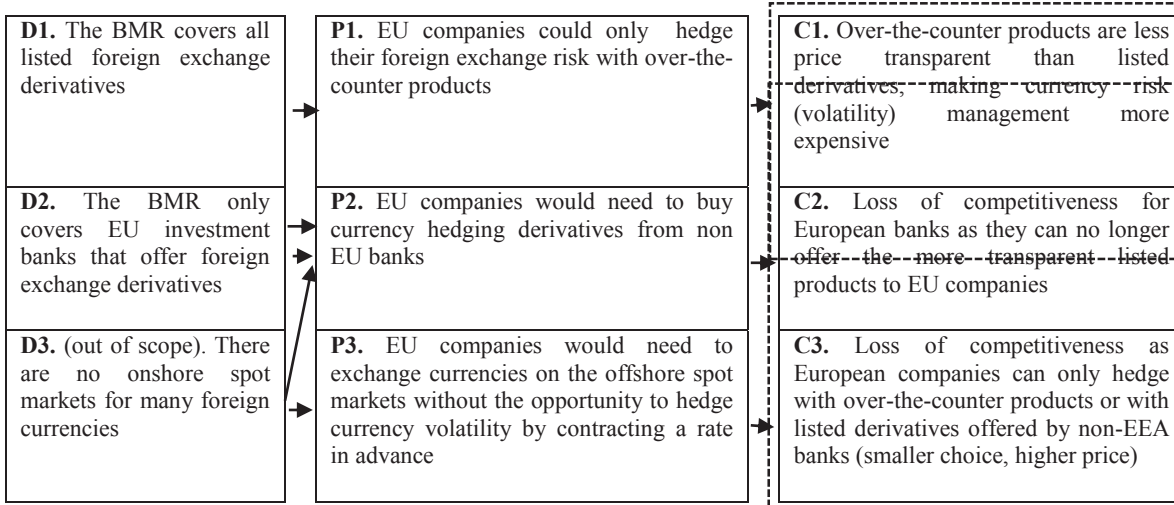 D1. The BMR covers all
listed foreign exchange
derivatives
P1. EU companies could only hedge
their foreign exchange risk with over-the-
counter products
C1. Over-the-counter products are less
price transparent than listed
derivatives, making currency risk
(volatility) management more
expensive
D2. The BMR only
covers EU investment
banks that offer foreign
exchange derivatives
P2. EU companies would need to buy
currency hedging derivatives from non
EU banks
C2. Loss of competitiveness for
European banks as they can no longer
offer the more transparent listed
products to EU companies
D3. (out of scope). There
are no onshore spot
markets for many foreign
currencies
P3. EU companies would need to
exchange currencies on the offshore spot
markets without the opportunity to hedge
currency volatility by contracting a rate
in advance
C3. Loss of competitiveness as
European companies can only hedge
with over-the-counter products or with
listed derivatives offered by non-EEA
banks (smaller choice, higher price)